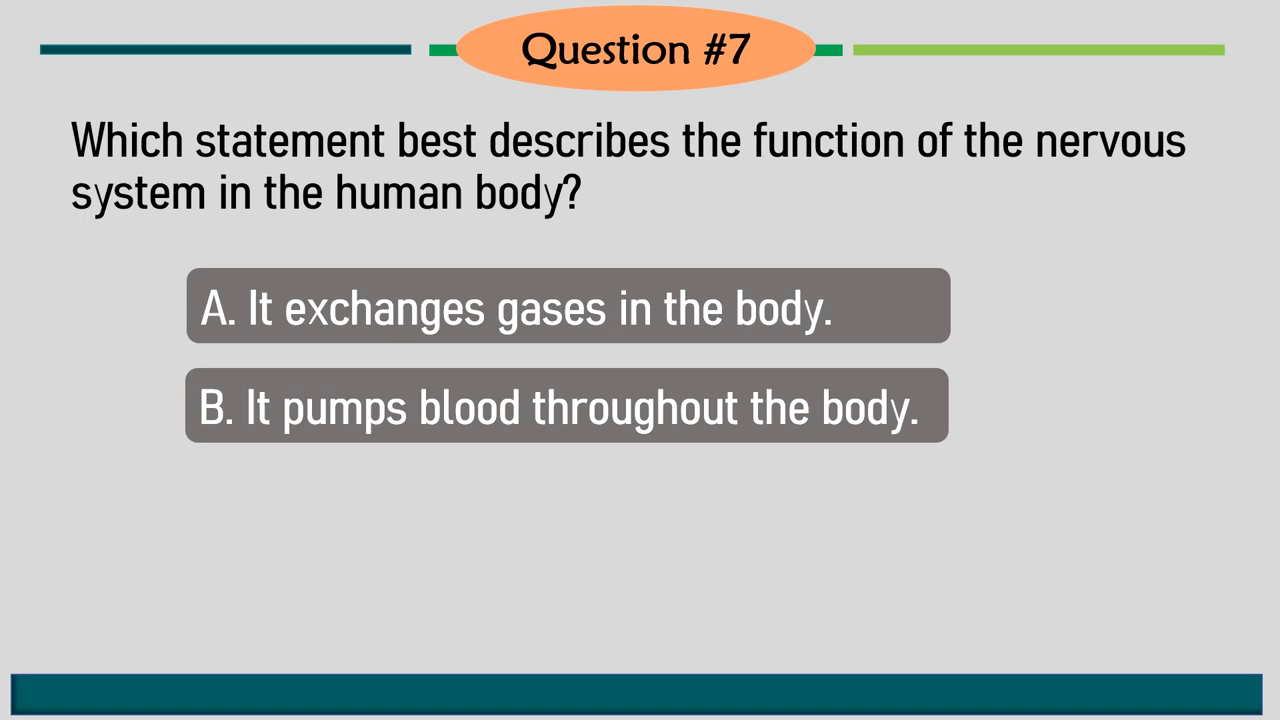 Question #7
Which statement best describes the function of the nervous
system in the human body?
A. It exchanges gases in the body.
B. It pumps blood throughout the body.